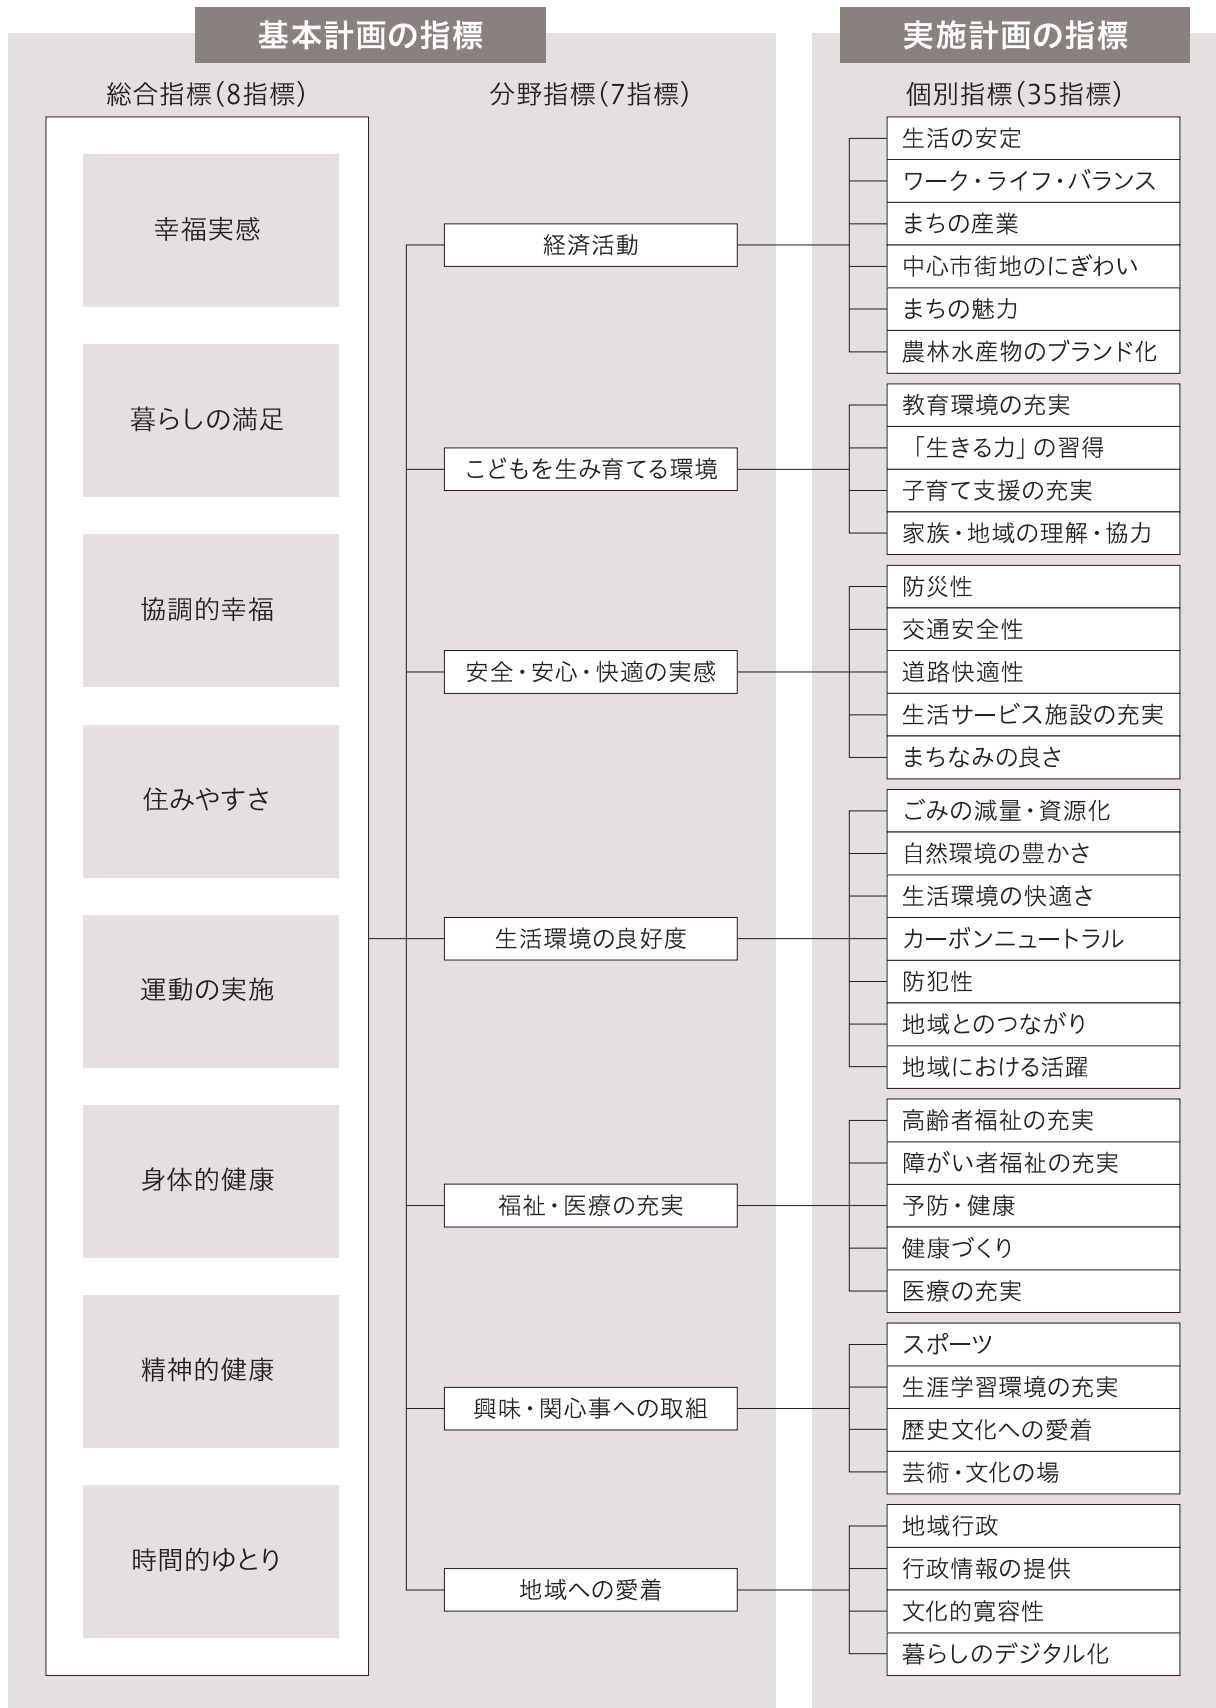 基本計画の指標
実施計画の指標
総合指標(8指標)
分野指標(7指標)
個別指標(35指標)
幸福実感
暮らしの満足
協調的幸福
住みやすさ
運動の実施
身体的健康
精神的健康
時間的ゆとり
経済活動
生活の安定
ワーク・ライフ・バランス
まちの産業
中心市街地のにぎわい
まちの魅力
農林水産物のブランド化
こどもを生み育てる環境
教育環境の充実
「生きる力」の習得
子育て支援の充実
家族・地域の理解・協力
安全・安心・快適の実感
防災性
交通安全性
道路快適性
生活サービス施設の充実
まちなみの良さ
生活環境の良好度
ごみの減量・資源化
自然環境の豊かさ
生活環境の快適さ
カーボンニュートラル
防犯性
地域とのつながり
地域における活躍
福祉・医療の充実
高齢者福祉の充実
障がい者福祉の充実
予防・健康
健康づくり
医療の充実
興味・関心事への取組
スポーツ
生涯学習環境の充実
歴史文化への愛着
芸術・文化の場
地域への愛着
地域行政
行政情報の提供
文化的寛容性
暮らしのデジタル化